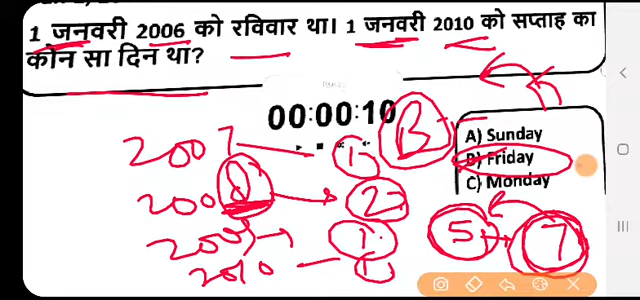 1 जनवरी 2006 को रविवार था। 1 जनवरी 2010 को सप्ताह का
कौन सा दिन था?
00:00:10
B
A) Sunday
B) Friday
C) Monday
2007 1
2008 2
2009 1
2010 1
5 7